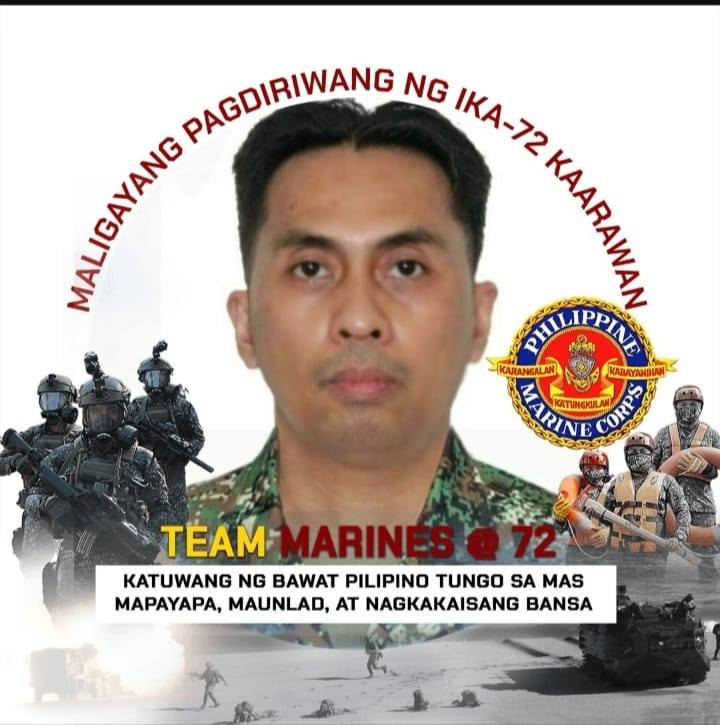 MALIGAYANG PAGDIRIWANG NG IKA-72 KAARAWAN
PHILIPPINE
KARANGALAN
KABAYANIHAN
KATUNGKULAN
MARINE CORPS
TEAM MARINES @ 72
KATUWANG NG BAWAT PILIPINO TUNGO SA MAS
MAPAYAPA, MAUNLAD, AT NAGKAKAISANG BANSA